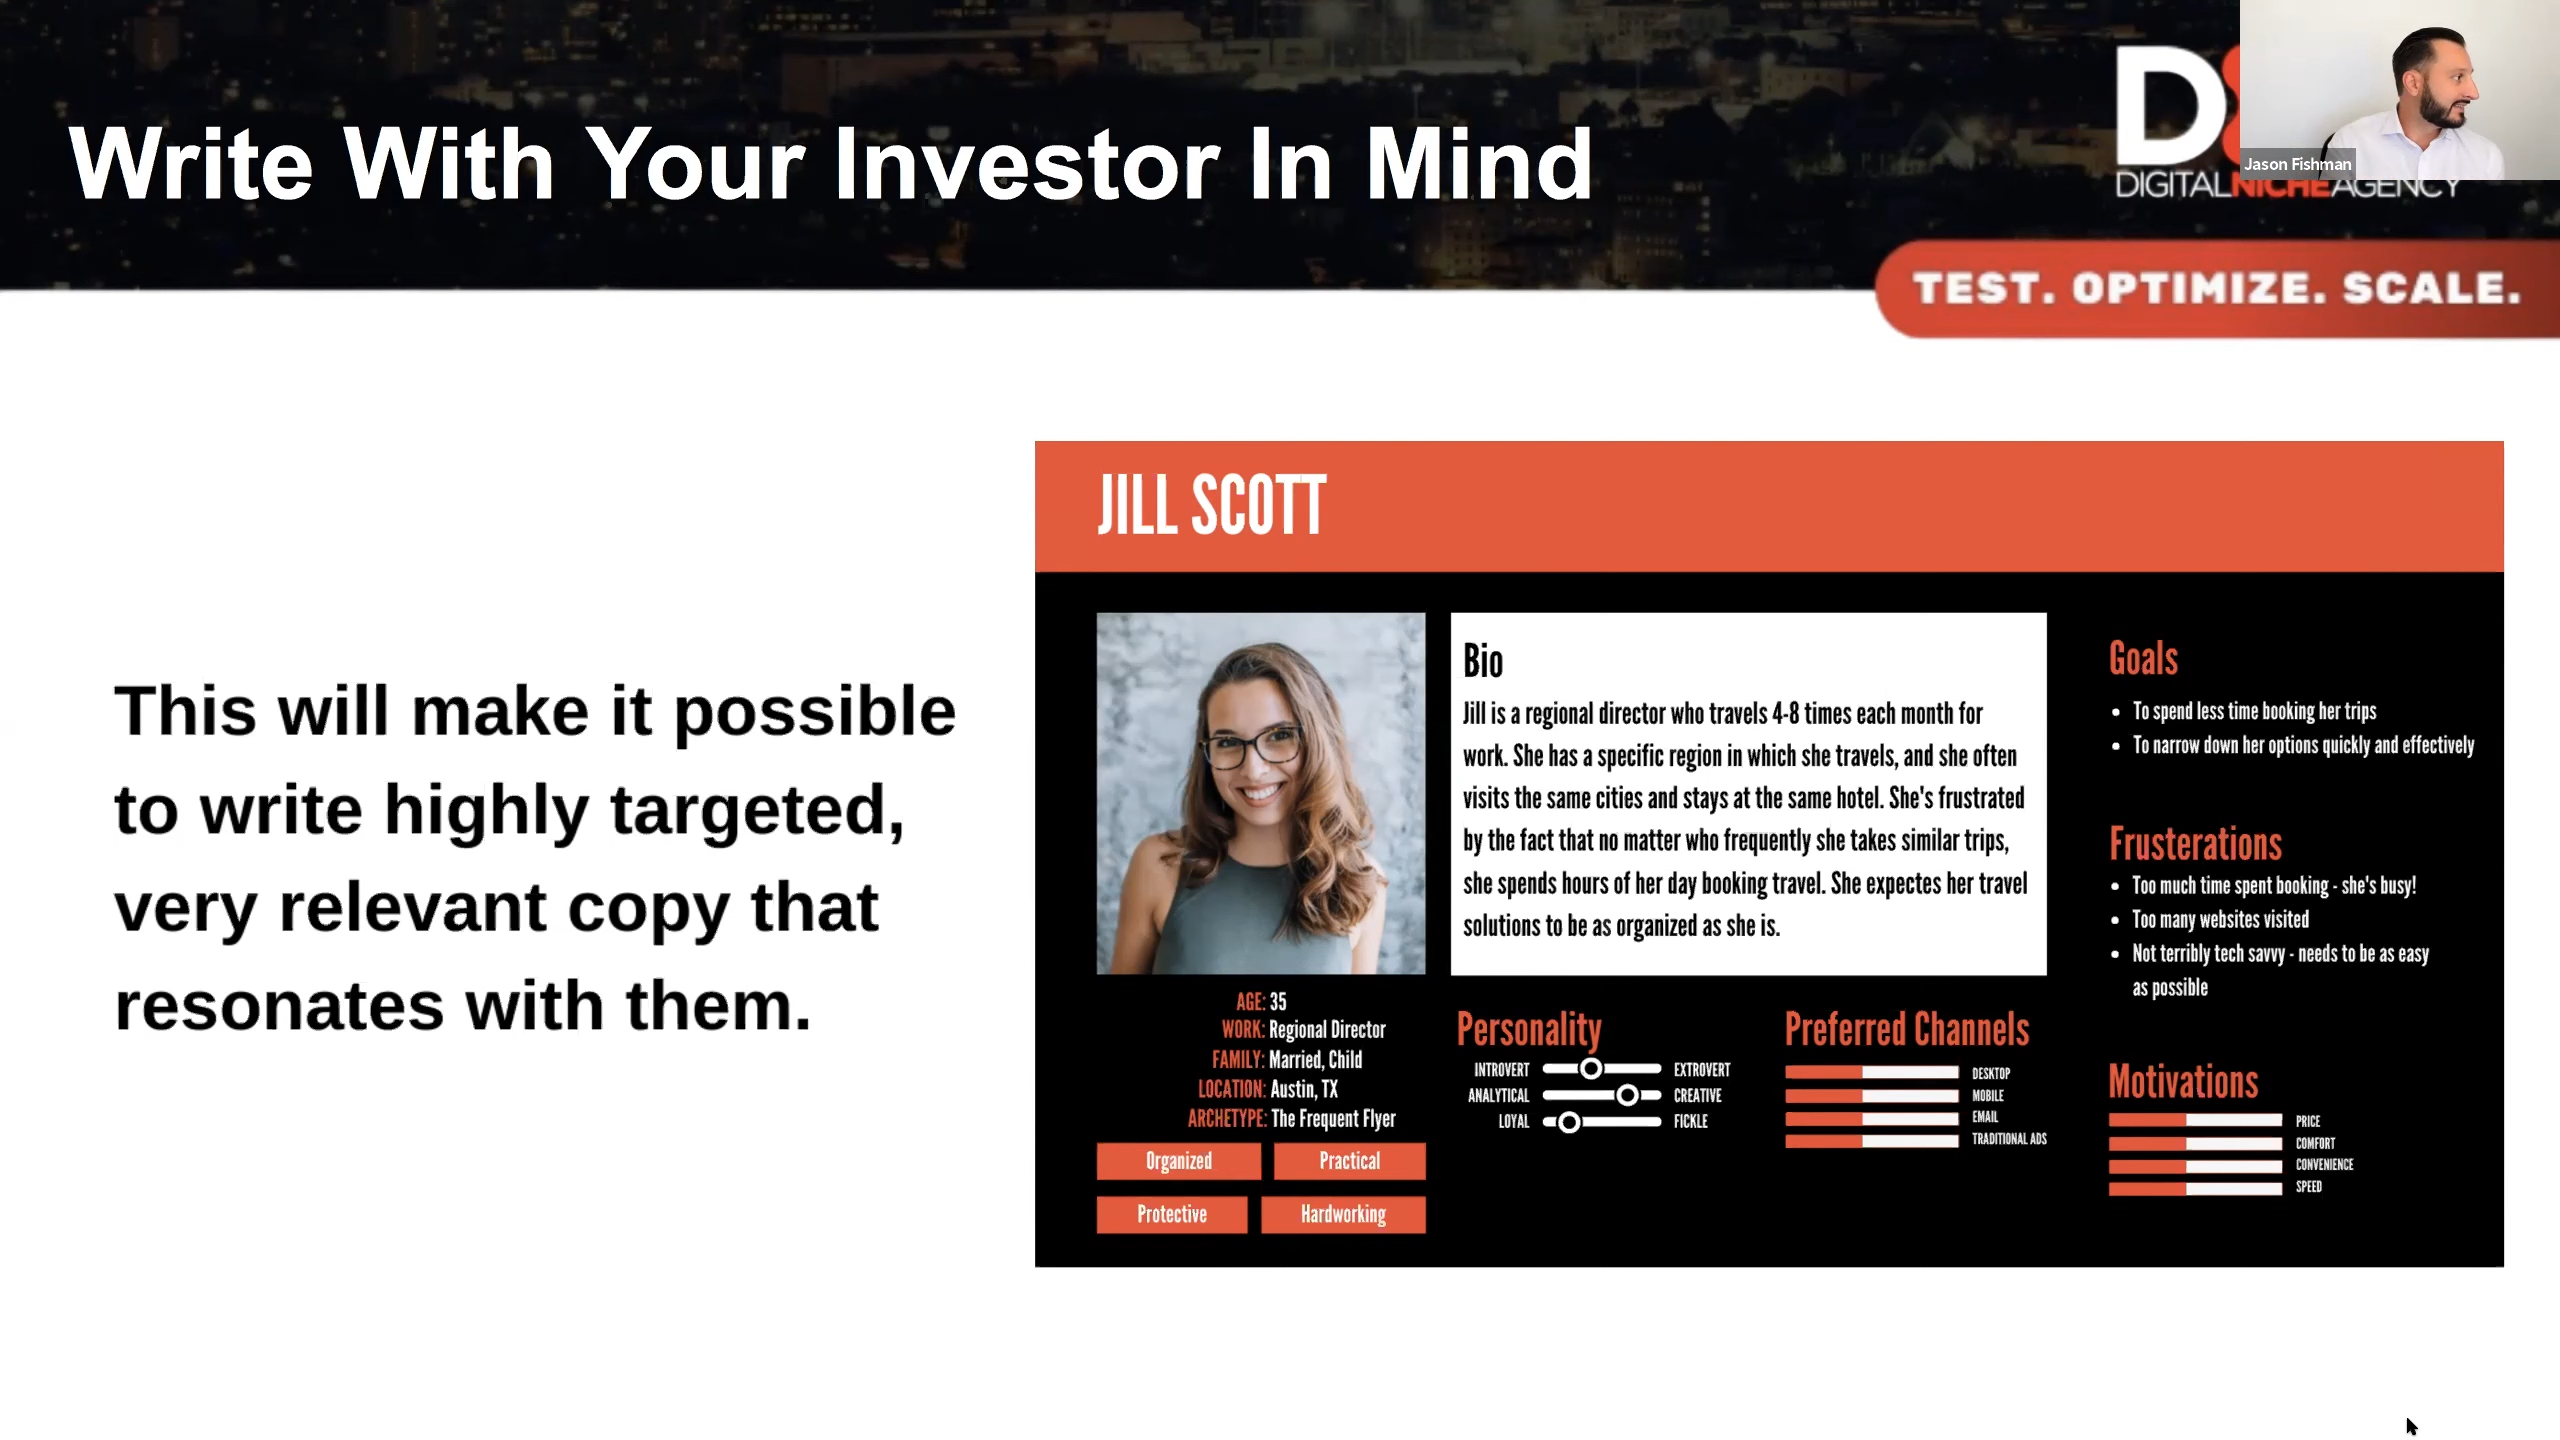 Write With Your Investor In Mind
D
DIGITALNICHEAGENCY
Jason Fishman
TEST. OPTIMIZE. SCALE.
This will make it possible
to write highly targeted,
very relevant copy that
resonates with them.
JILL SCOTT
Bio
Jill is a regional director who travels 4-8 times each month for
work. She has a specific region in which she travels, and she often
visits the same cities and stays at the same hotel. She's frustrated
by the fact that no matter who frequently she takes similar trips,
she spends hours of her day booking travel. She expectes her travel
solutions to be as organized as she is.
AGE: 35
WORK: Regional Director
FAMILY: Married, Child
LOCATION: Austin, TX
ARCHETYPE: The Frequent Flyer
Organized
Practical
Protective
Hardworking
Personality
INTROVERT EXTROVERT
ANALYTICAL CREATIVE
LOYAL FICKLE
Preferred Channels
DESKTOP
MOBILE
EMAIL
TRADITIONAL ADS
Goals
• To spend less time booking her trips
• To narrow down her options quickly and effectively
Frusterations
• Too much time spent booking - she's busy!
• Too many websites visited
• Not terribly tech savvy - needs to be as easy
as possible
Motivations
PRICE
COMFORT
CONVENIENCE
SPEED